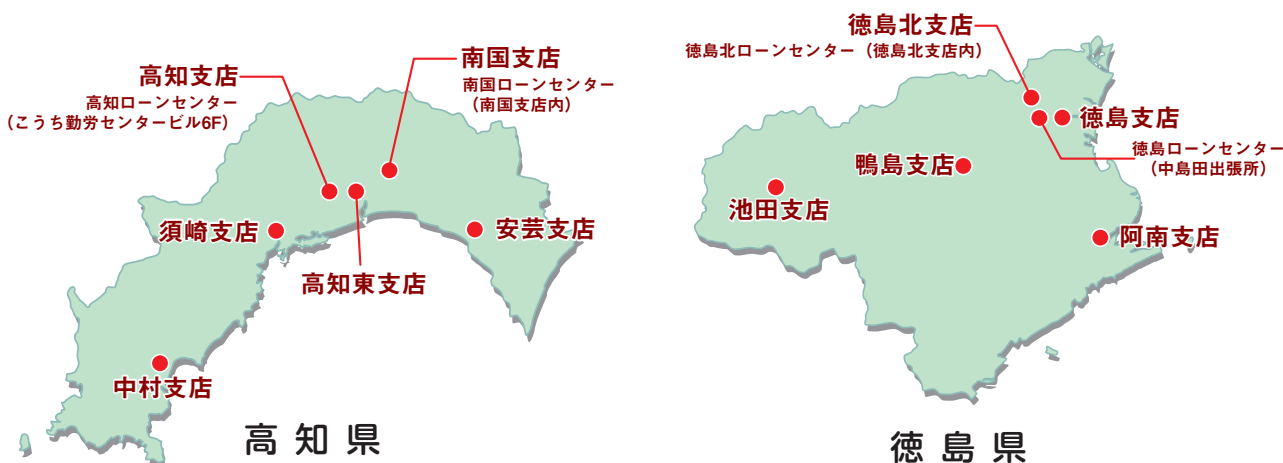 南国支店
南国ローンセンター
（南国支店内）
高知支店
高知ローンセンター
（こうち勤労センタービル6F）
須崎支店
安芸支店
高知東支店
中村支店
高知県
徳島北支店
徳島北ローンセンター（徳島北支店内）
徳島支店
徳島ローンセンター
（中島田出張所）
鴨島支店
池田支店
阿南支店
徳島県